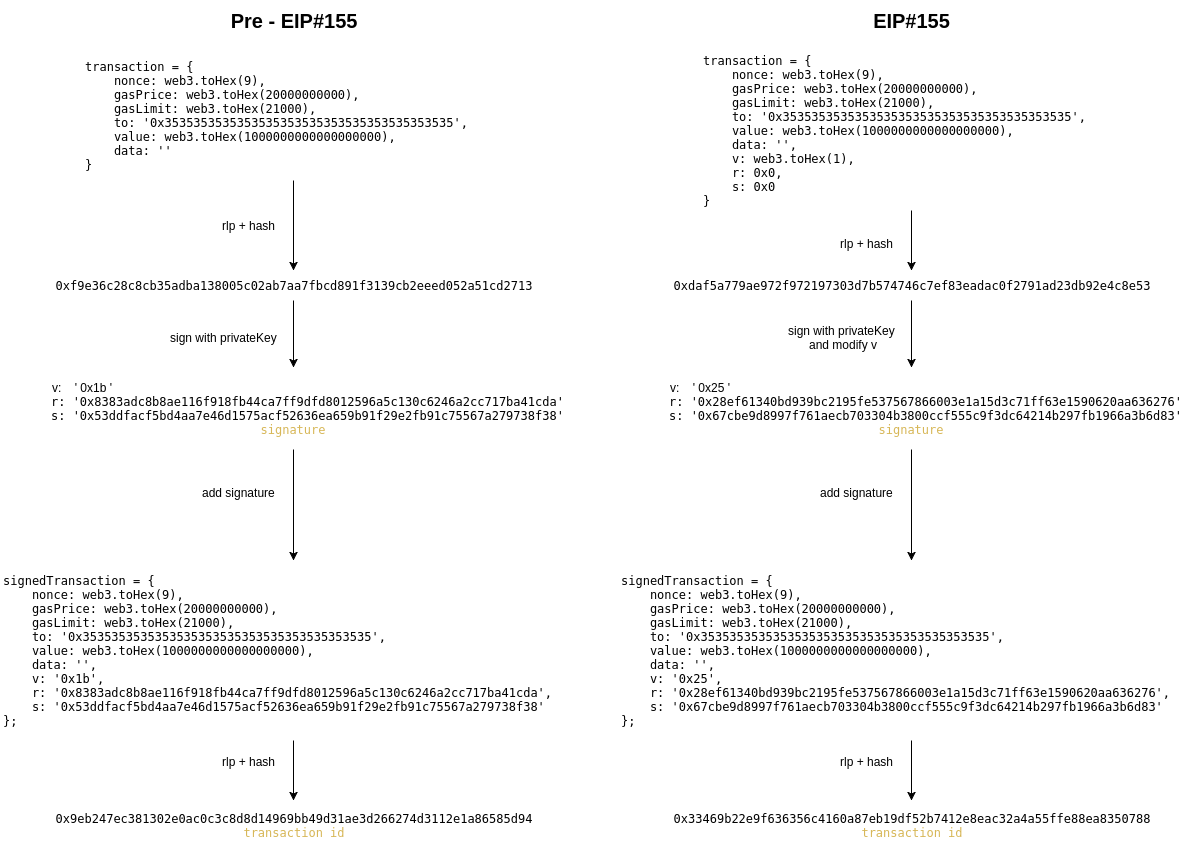 Pre - EIP#155
transaction = {
nonce: web3.toHex(9),
gasPrice: web3.toHex(20000000000),
gasLimit: web3.toHex(21000),
to: '0x3535353535353535353535353535353535353535',
value: web3.toHex(1000000000000000000),
data: ''
}
rlp + hash
0xf9e36c28c8cb35adba138005c02ab7aa7fbcd891f3139cb2eeed052a51cd2713
sign with privateKey
v: '0x1b'
r: '0x8383adc8b8ae116f918fb44ca7ff9dfd8012596a5c130c6246a2cc717ba41cda'
s: '0x53ddfacf5bd4aa7e46d1575acf52636ea659b91f29e2fb91c75567a279738f38'
signature
add signature
signedTransaction = {
nonce: web3.toHex(9),
gasPrice: web3.toHex(20000000000),
gasLimit: web3.toHex(21000),
to: '0x3535353535353535353535353535353535353535',
value: web3.toHex(1000000000000000000),
data: '',
v: '0x1b',
r: '0x8383adc8b8ae116f918fb44ca7ff9dfd8012596a5c130c6246a2cc717ba41cda',
s: '0x53ddfacf5bd4aa7e46d1575acf52636ea659b91f29e2fb91c75567a279738f38'
};
rlp + hash
0x9eb247ec381302e0ac0c3c8d8d14969bb49d31ae3d266274d3112e1a86585d94
transaction id
EIP#155
transaction = {
nonce: web3.toHex(9),
gasPrice: web3.toHex(20000000000),
gasLimit: web3.toHex(21000),
to: '0x3535353535353535353535353535353535353535',
value: web3.toHex(1000000000000000000),
data: '',
v: web3.toHex(1),
r: 0x0,
s: 0x0
}
rlp + hash
0xdaf5a779ae972f972197303d7b574746c7ef83eadac0f2791ad23db92e4c8e53
sign with privateKey
and modify v
v: '0x25'
r: '0x28ef61340bd939bc2195fe537567866003e1a15d3c71ff63e1590620aa636276'
s: '0x67cbe9d8997f761aecb703304b3800ccf555c9f3dc64214b297fb1966a3b6d83'
signature
add signature
signedTransaction = {
nonce: web3.toHex(9),
gasPrice: web3.toHex(20000000000),
gasLimit: web3.toHex(21000),
to: '0x3535353535353535353535353535353535353535',
value: web3.toHex(1000000000000000000),
data: '',
v: '0x25',
r: '0x28ef61340bd939bc2195fe537567866003e1a15d3c71ff63e1590620aa636276',
s: '0x67cbe9d8997f761aecb703304b3800ccf555c9f3dc64214b297fb1966a3b6d83'
};
rlp + hash
0x33469b22e9f636356c4160a87eb19df52b7412e8eac32a4a55ffe88ea8350788
transaction id